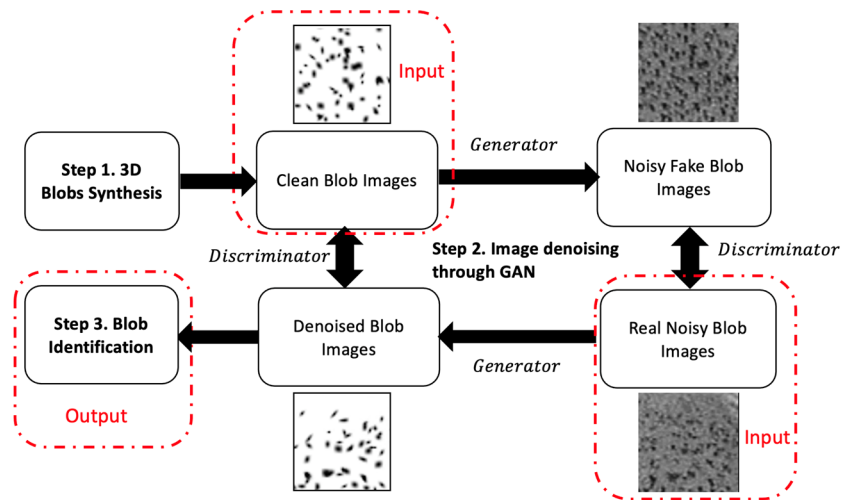 Input
Step 1. 3D
Blobs Synthesis
Clean Blob Images
Generator
Noisy Fake Blob
Images
Discriminator
Step 2. Image denoising
through GAN
Discriminator
Step 3. Blob
Identification
Denoised Blob
Images
Generator
Real Noisy Blob
Images
Output
Input